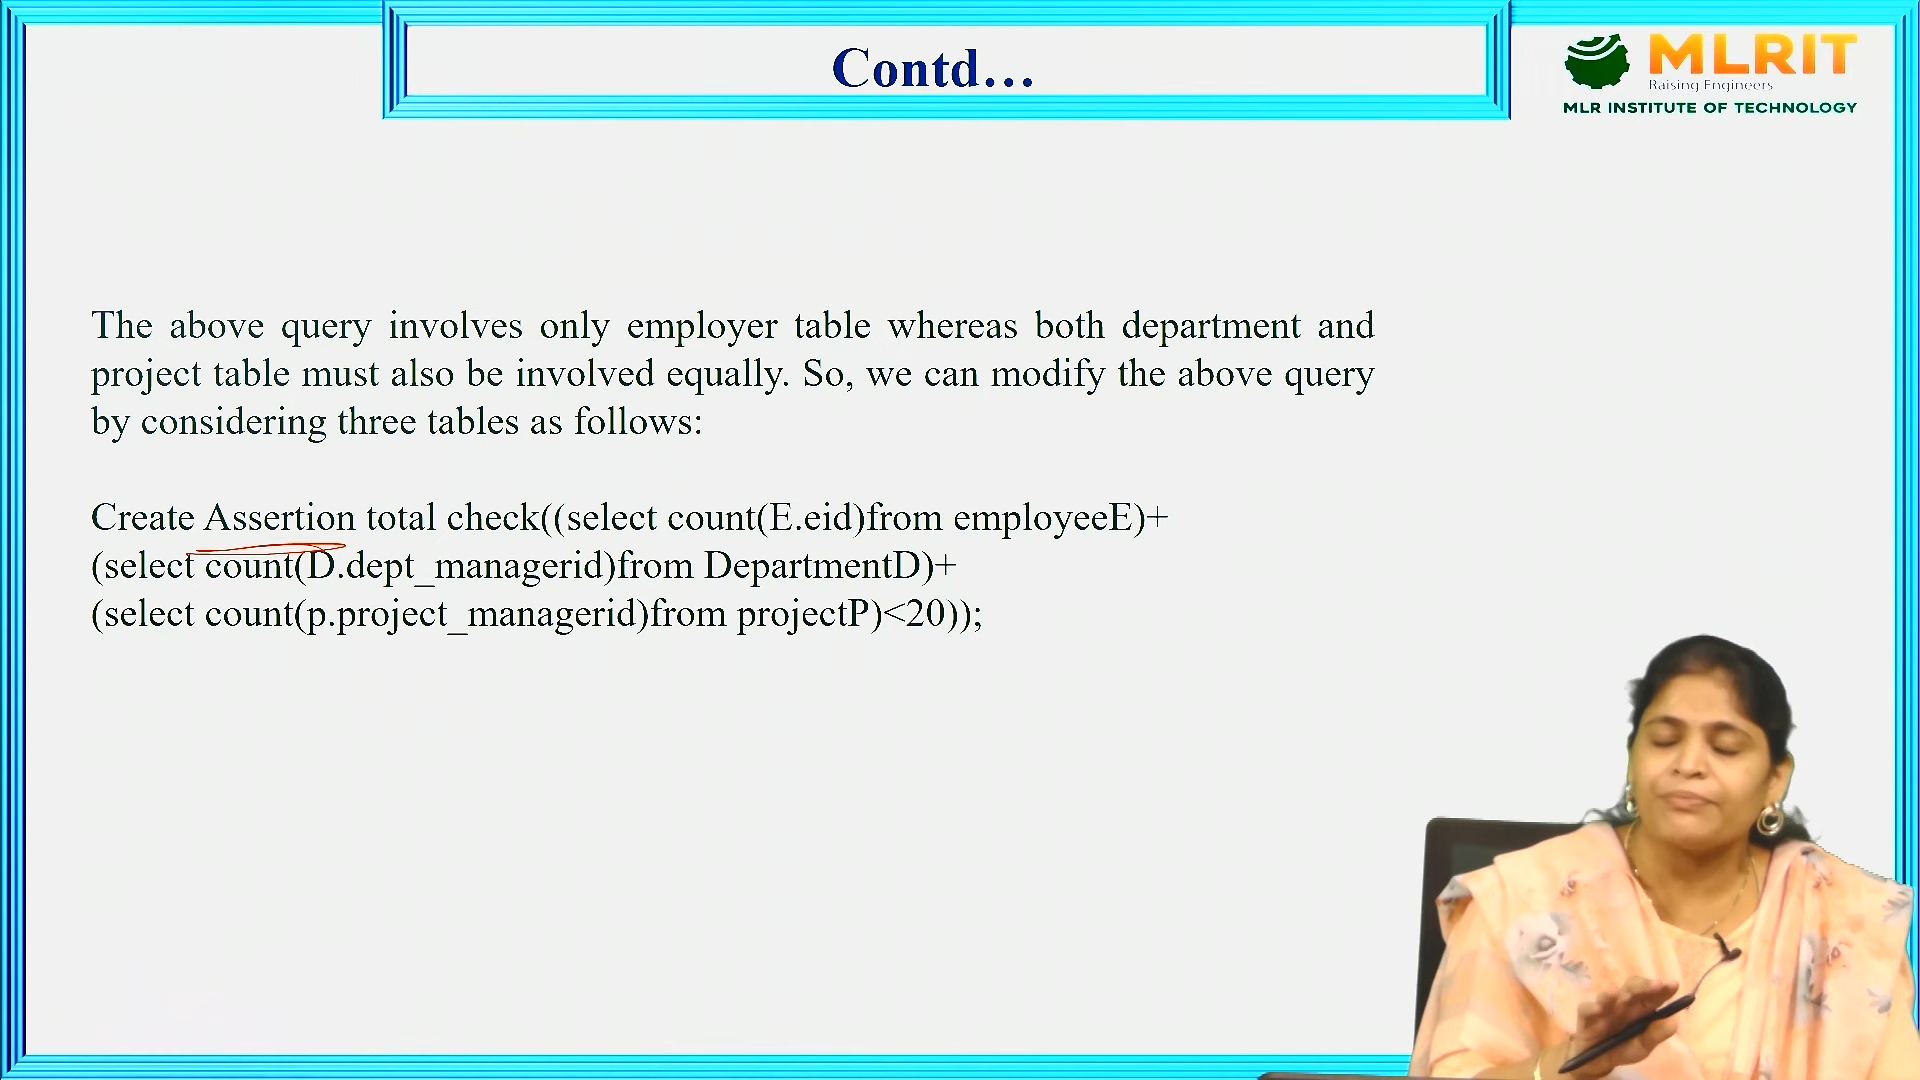 Contd...
MLRIT
Raising Engineers
MLR INSTITUTE OF TECHNOLOGY
The above query involves only employer table whereas both department and
project table must also be involved equally. So, we can modify the above query
by considering three tables as follows:
Create Assertion total check((select count(E.eid)from employeeE)+
(select count(D.dept_managerid)from DepartmentD)+
(select count(p.project_managerid)from projectP)<20));